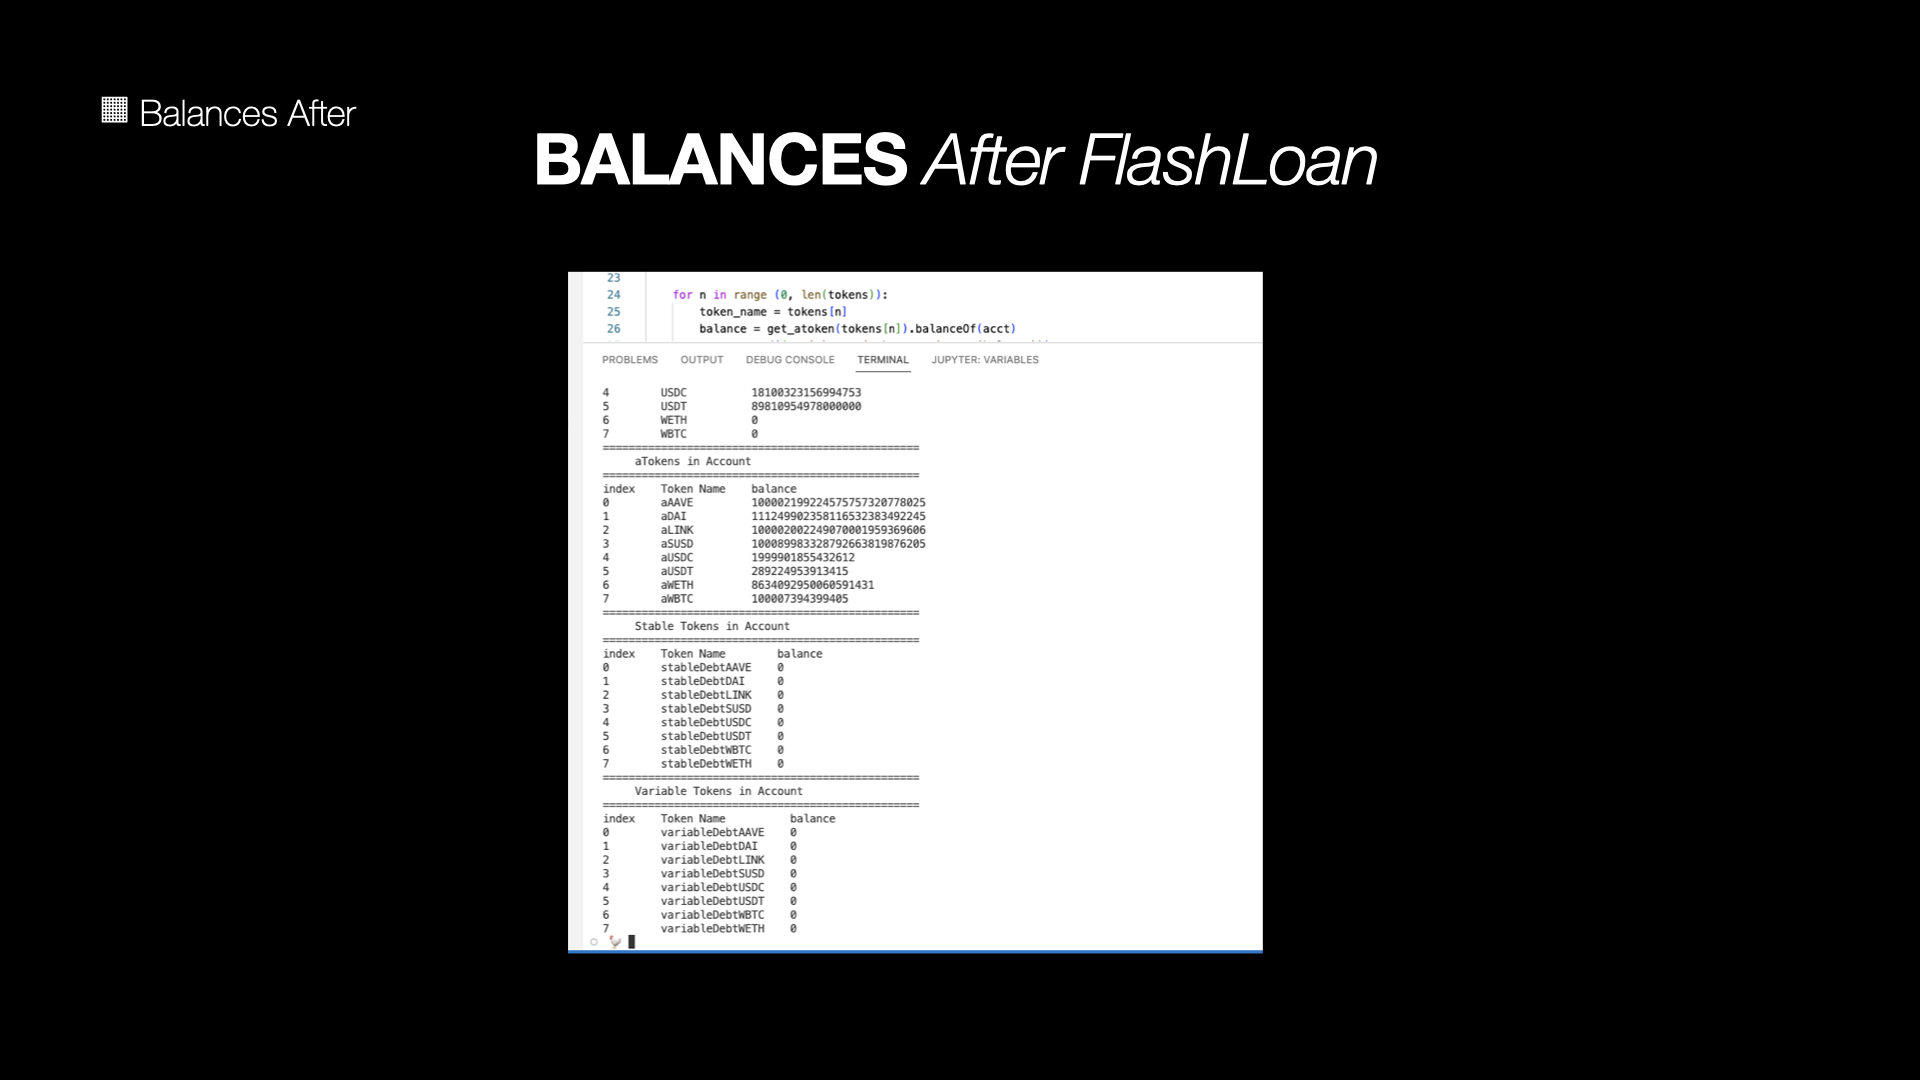 Balances After
BALANCES After FlashLoan
23
24 for n in range (0, len(tokens)):
25 token_name = tokens[n]
26 balance = get_atoken(tokens[n]).balanceOf(acct)
PROBLEMS OUTPUT DEBUG CONSOLE TERMINAL JUPYTER: VARIABLES
4 USDC 18100323156994753
5 USDT 89810954978000000
6 WETH 0
7 WBTC 0
=================================================
aTokens in Account
=================================================
index Token Name balance
0 aAAVE 100002199224575757320778025
1 aDAI 111249902358116532383492245
2 aLINK 100002002249070001959369606
3 aSUSD 100089983328792663819876205
4 aUSDC 1999901855432612
5 aUSDT 289224953913415
6 aWETH 8634092950060591431
7 aWBTC 100007394399405
=================================================
Stable Tokens in Account
=================================================
index Token Name balance
0 stableDebtAAVE 0
1 stableDebtDAI 0
2 stableDebtLINK 0
3 stableDebtSUSD 0
4 stableDebtUSDC 0
5 stableDebtUSDT 0
6 stableDebtWBTC 0
7 stableDebtWETH 0
=================================================
Variable Tokens in Account
=================================================
index Token Name balance
0 variableDebtAAVE 0
1 variableDebtDAI 0
2 variableDebtLINK 0
3 variableDebtSUSD 0
4 variableDebtUSDC 0
5 variableDebtUSDT 0
6 variableDebtWBTC 0
7 variableDebtWETH 0